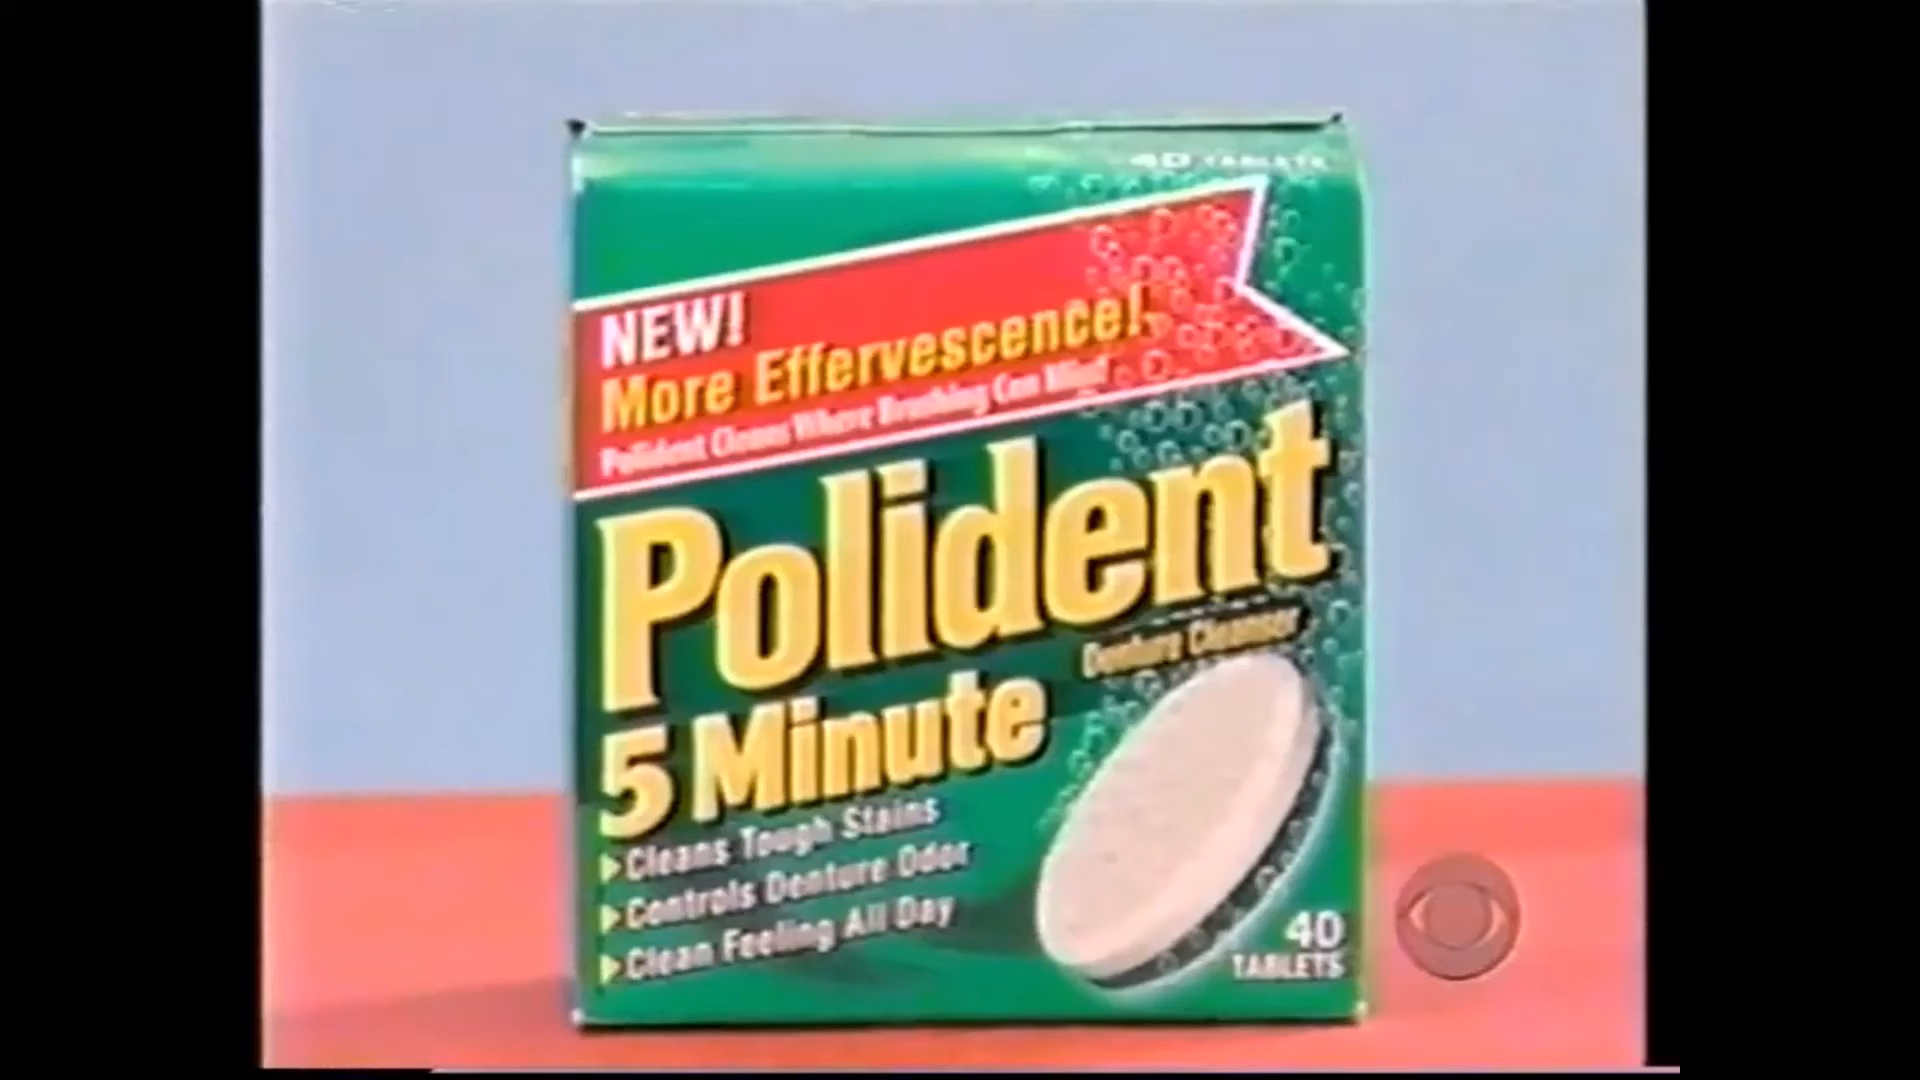 40 TABLETS
NEW!
More Effervescence!
Polident Cleans Where Brushing Can Miss!
Polident
Denture Cleanser
5 Minute
Cleans Tough Stains
Controls Denture Odor
Clean Feeling All Day
40
TABLETS